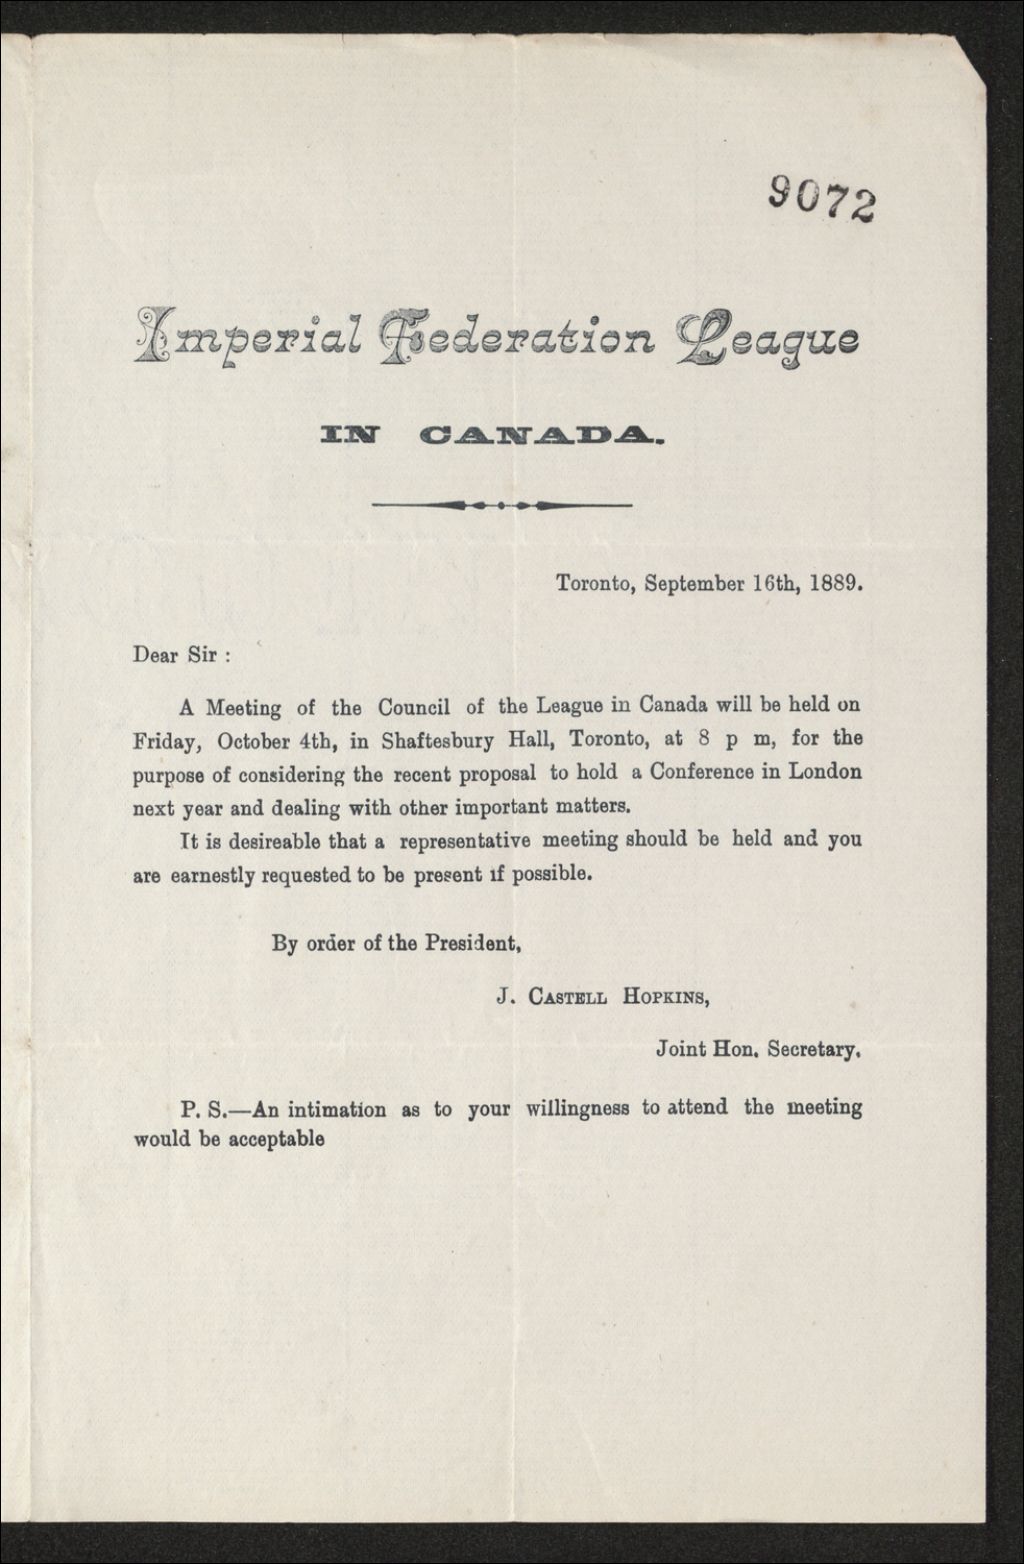 9072
Imperial Federation League
IN CANADA.
Toronto, September 16th, 1889.
Dear Sir :
A Meeting of the Council of the League in Canada will be held on
Friday, October 4th, in Shaftesbury Hall, Toronto, at 8 p m, for the
purpose of considering the recent proposal to hold a Conference in London
next year and dealing with other important matters.
It is desireable that a representative meeting should be held and you
are earnestly requested to be present if possible.
By order of the President,
J. CASTELL HOPKINS,
Joint Hon. Secretary.
P. S.—An intimation as to your willingness to attend the meeting
would be acceptable